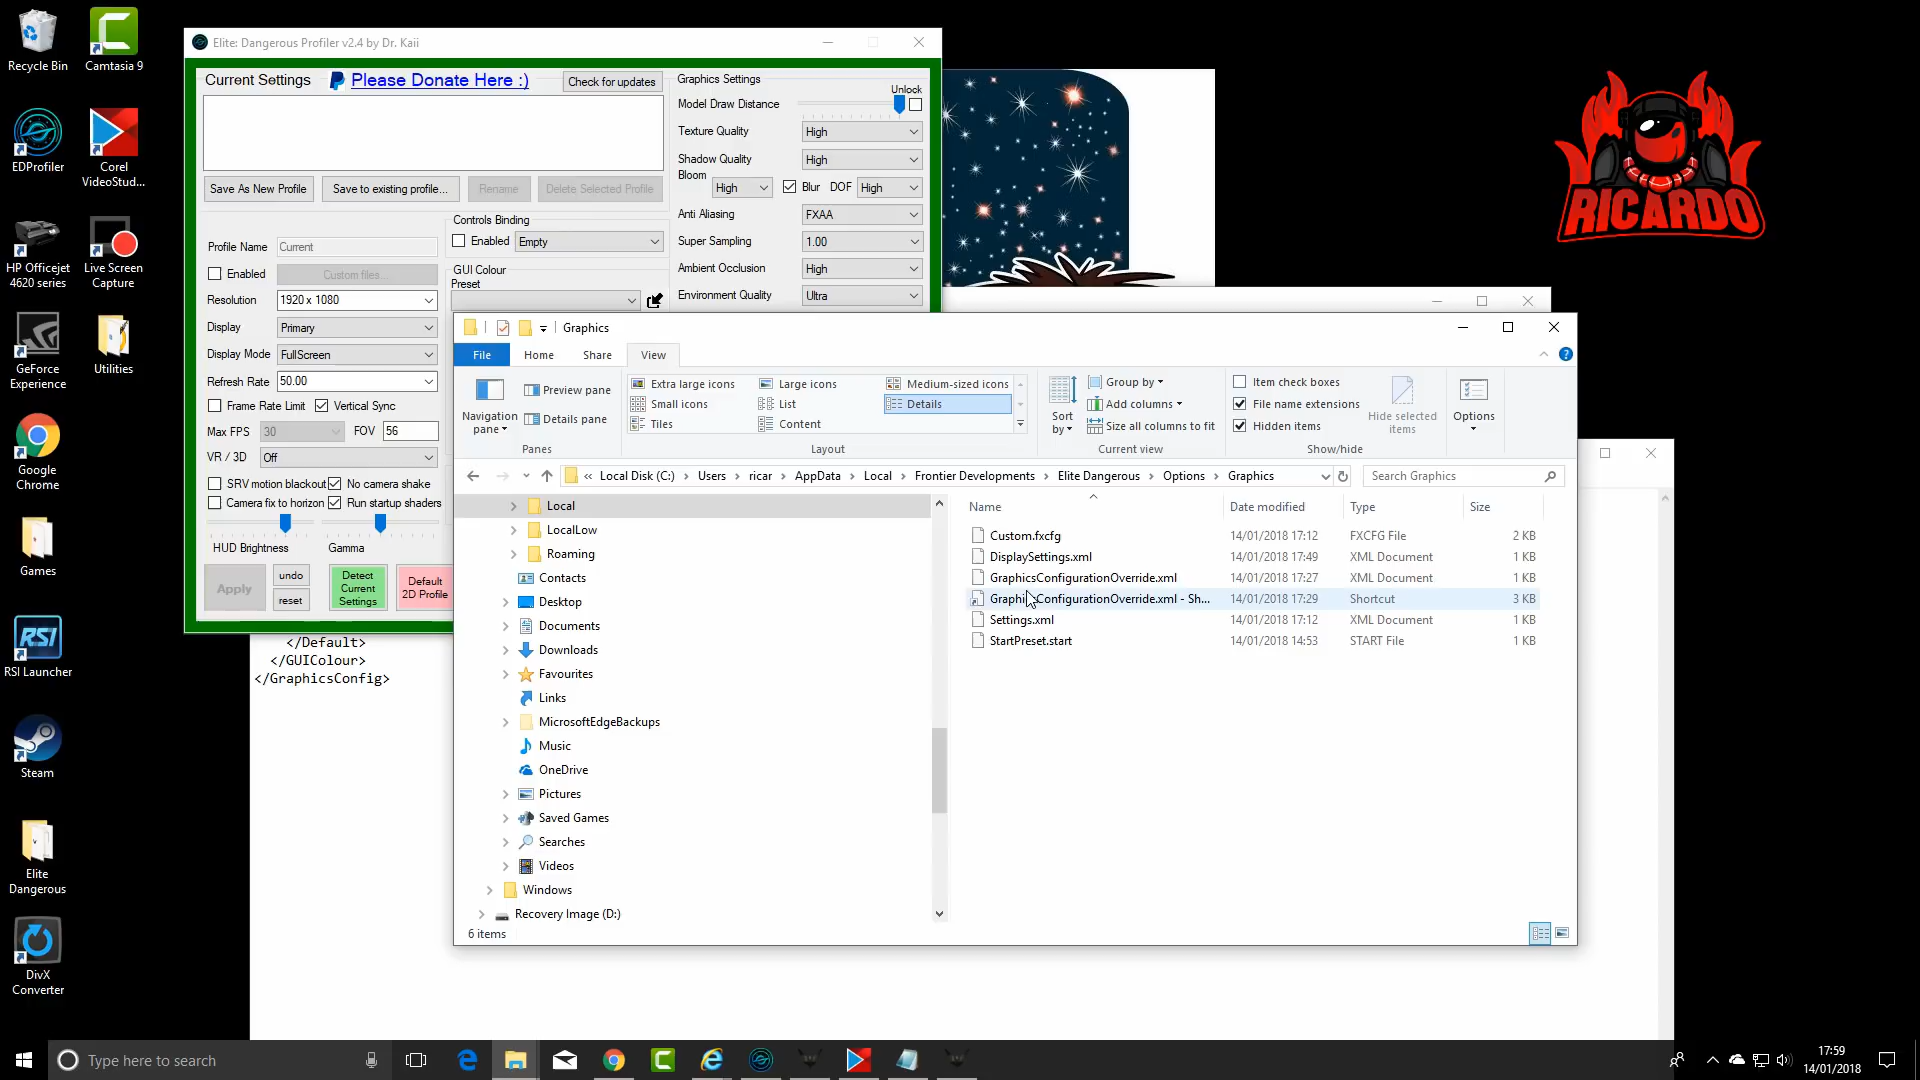 Recycle Bin
Camtasia 9
EDProfiler
Corel
VideoStud...
HP Officejet
4620 series
Live Screen
Capture
GeForce
Experience
Utilities
Google
Chrome
Games
RSI Launcher
Steam
Elite
Dangerous
DivX
Converter
Elite: Dangerous Profiler v2.4 by Dr. Kaii
Current Settings
Please Donate Here :)
Check for updates
Save As New Profile
Save to existing profile...
Rename
Delete Selected Profile
Profile Name
Current
Enabled
Custom files...
Resolution
1920 x 1080
Display
Primary
Display Mode
FullScreen
Refresh Rate
50.00
Frame Rate Limit
Vertical Sync
Max FPS
30
FOV
56
VR / 3D
Off
SRV motion blackout
No camera shake
Camera fix to horizon
Run startup shaders
HUD Brightness
Gamma
Apply
undo
reset
Detect
Current
Settings
Default
2D Profile
Controls Binding
Enabled
Empty
GUI Colour
Preset
Graphics Settings
Unlock
Model Draw Distance
Texture Quality
High
Shadow Quality
High
Bloom
High
Blur
DOF
High
Anti Aliasing
FXAA
Super Sampling
1.00
Ambient Occlusion
High
Environment Quality
Ultra
RICARDO
</Default>
</GUIColour>
</GraphicsConfig>
Graphics
File
Home
Share
View
Navigation
pane
Preview pane
Details pane
Panes
Extra large icons
Large icons
Medium-sized icons
Small icons
List
Details
Tiles
Content
Layout
Sort
by
Group by
Add columns
Size all columns to fit
Current view
Item check boxes
File name extensions
Hidden items
Hide selected
items
Show/hide
Options
« Local Disk (C:) › Users › ricar › AppData › Local › Frontier Developments › Elite Dangerous › Options › Graphics
Search Graphics
Local
LocalLow
Roaming
Contacts
Desktop
Documents
Downloads
Favourites
Links
MicrosoftEdgeBackups
Music
OneDrive
Pictures
Saved Games
Searches
Videos
Windows
Recovery Image (D:)
Name Date modified Type Size
Custom.fxcfg 14/01/2018 17:12 FXCFG File 2 KB
DisplaySettings.xml 14/01/2018 17:49 XML Document 1 KB
GraphicsConfigurationOverride.xml 14/01/2018 17:27 XML Document 1 KB
GraphicsConfigurationOverride.xml - Sh... 14/01/2018 17:29 Shortcut 3 KB
Settings.xml 14/01/2018 17:12 XML Document 1 KB
StartPreset.start 14/01/2018 14:53 START File 1 KB
6 items
Type here to search
17:59
14/01/2018